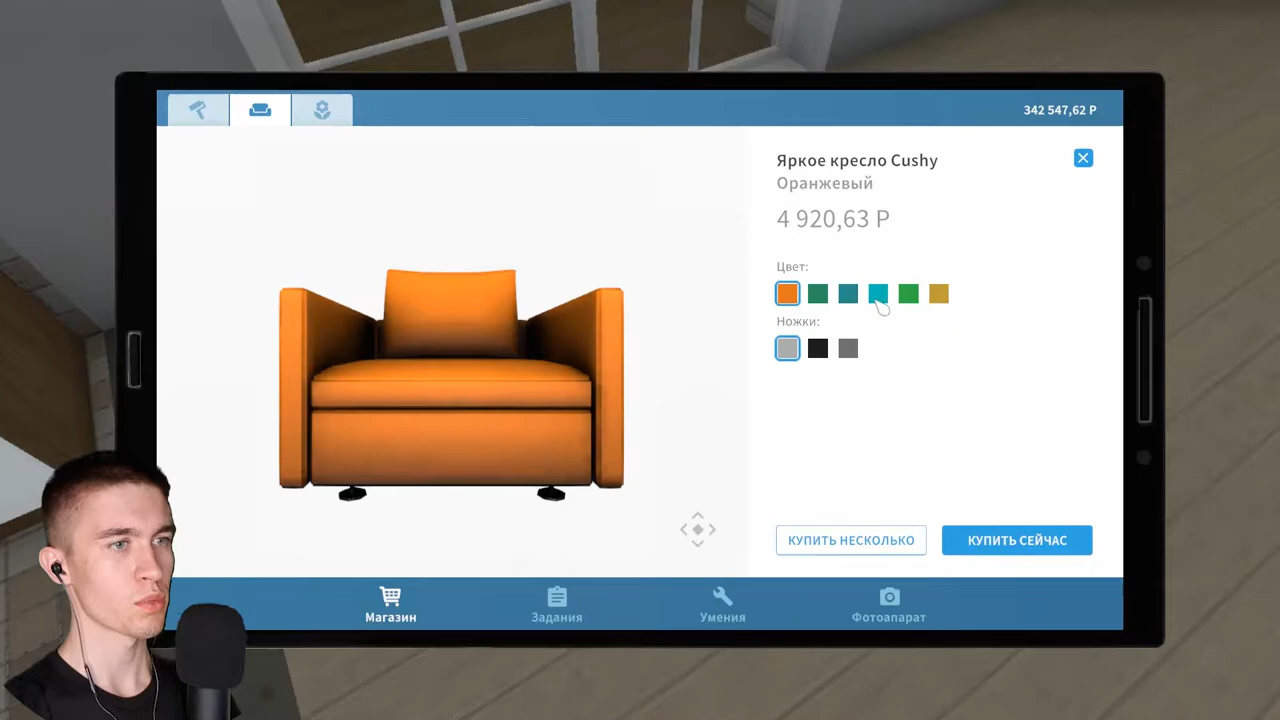 342 547,62 Р
Яркое кресло Cushy
Оранжевый
4 920,63 Р
Цвет:
Ножки:
КУПИТЬ НЕСКОЛЬКО
КУПИТЬ СЕЙЧАС
Магазин
Задания
Умения
Фотоапарат